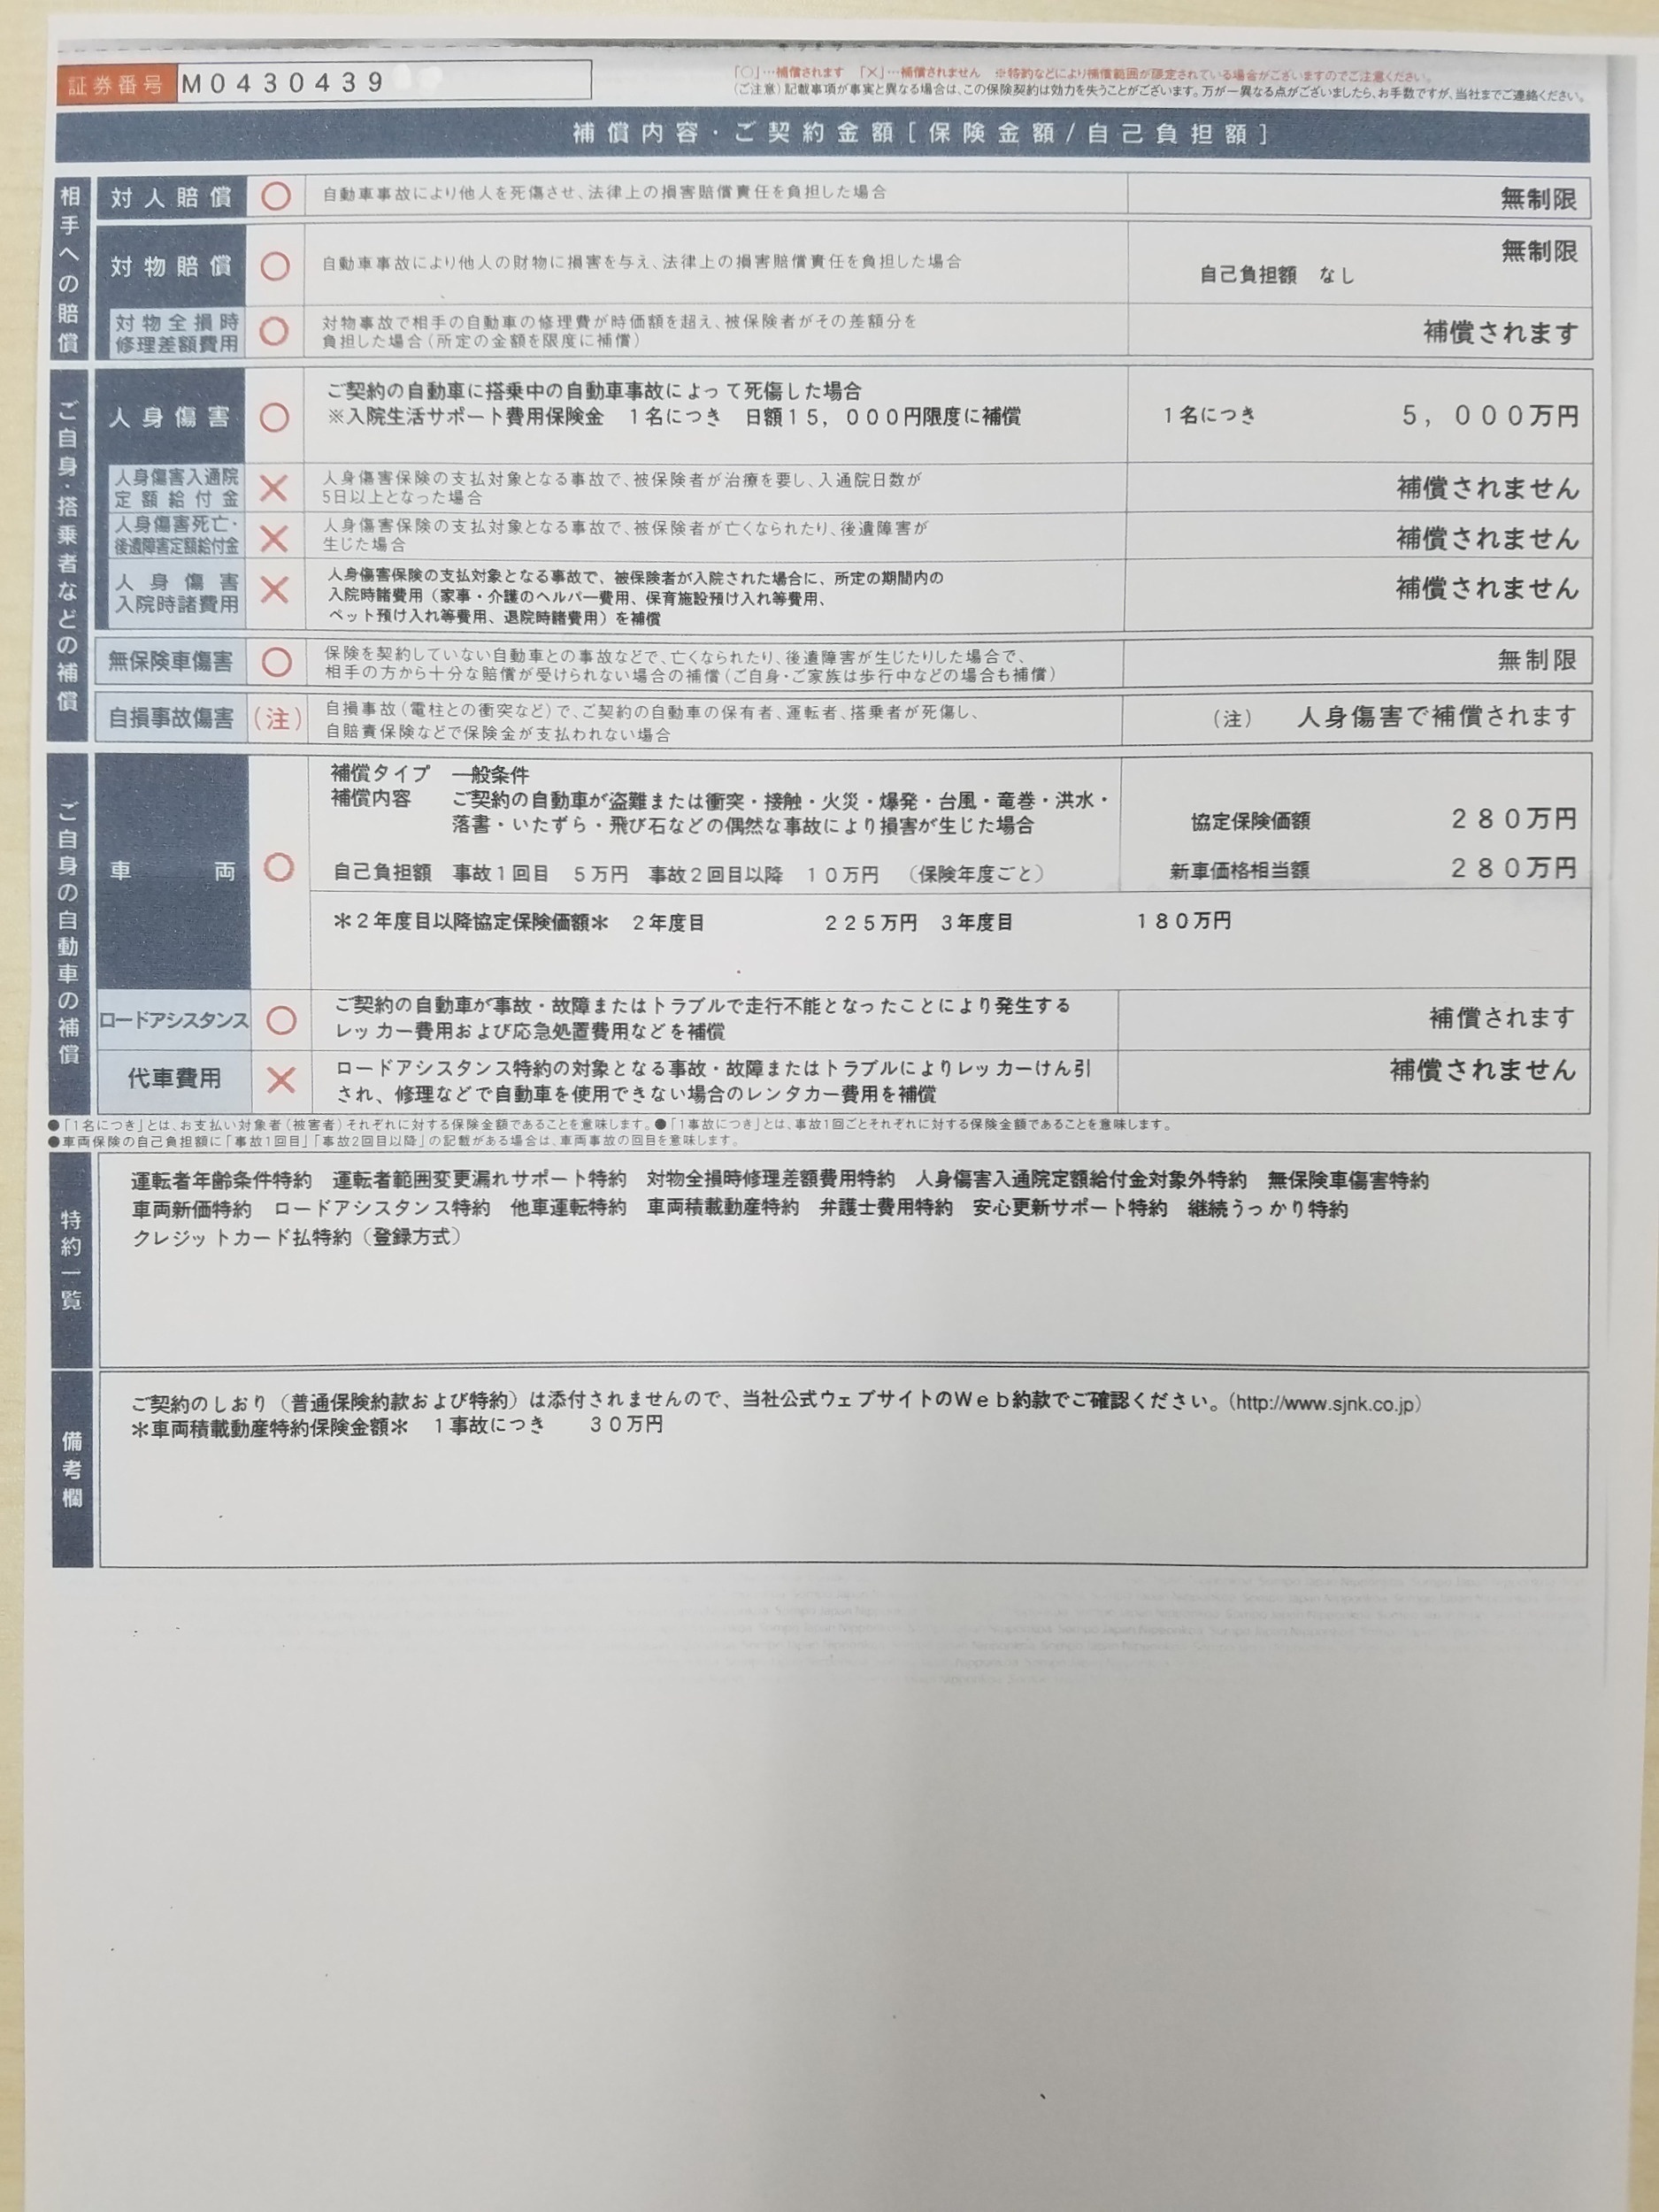 証券番号 M0430439
「○」…補償されます 「×」…補償されません ※特約などにより補償範囲が限定されている場合がございますのでご注意ください。
(ご注意)記載事項が事実と異なる場合は、この保険契約は効力を失うことがございます。万が一異なる点がございましたら、お手数ですが、当社までご連絡ください。
補償内容・ご契約金額[保険金額/自己負担額]
相手への賠償
対人賠償 ○ 自動車事故により他人を死傷させ、法律上の損害賠償責任を負担した場合 無制限
対物賠償 ○ 自動車事故により他人の財物に損害を与え、法律上の損害賠償責任を負担した場合 無制限
自己負担額 なし
対物全損時
修理差額費用
○
対物事故で相手の自動車の修理費が時価額を超え、被保険者がその差額分を
負担した場合(所定の金額を限度に補償)
補償されます
ご自身・搭乗者などの補償
人身傷害 ○
ご契約の自動車に搭乗中の自動車事故によって死傷した場合
※入院生活サポート費用保険金 1名につき 日額15,000円限度に補償
1名につき 5,000万円
人身傷害入通院
定額給付金
×
人身傷害保険の支払対象となる事故で、被保険者が治療を要し、入通院日数が
5日以上となった場合
補償されません
人身傷害死亡・
後遺障害定額給付金
×
人身傷害保険の支払対象となる事故で、被保険者が亡くなられたり、後遺障害が
生じた場合
補償されません
人身傷害
入院時諸費用
×
人身傷害保険の支払対象となる事故で、被保険者が入院された場合に、所定の期間内の
入院時諸費用(家事・介護のヘルパー費用、保育施設預け入れ等費用、
ペット預け入れ等費用、退院時諸費用)を補償
補償されません
無保険車傷害 ○
保険を契約していない自動車との事故などで、亡くなられたり、後遺障害が生じたりした場合で、
相手の方から十分な賠償が受けられない場合の補償(ご自身・ご家族は歩行中などの場合も補償)
無制限
自損事故傷害 (注)
自損事故(電柱との衝突など)で、ご契約の自動車の保有者、運転者、搭乗者が死傷し、
自賠責保険などで保険金が支払われない場合
(注) 人身傷害で補償されます
ご自身の自動車の補償
車両 ○
補償タイプ 一般条件
補償内容 ご契約の自動車が盗難または衝突・接触・火災・爆発・台風・竜巻・洪水・
落書・いたずら・飛び石などの偶然な事故により損害が生じた場合
自己負担額 事故1回目 5万円 事故2回目以降 10万円 (保険年度ごと)
協定保険価額 280万円
新車価格相当額 280万円
*2年度目以降協定保険価額* 2年度目 225万円 3年度目 180万円
ロードアシスタンス ○
ご契約の自動車が事故・故障またはトラブルで走行不能となったことにより発生する
レッカー費用および応急処置費用などを補償
補償されます
代車費用 ×
ロードアシスタンス特約の対象となる事故・故障またはトラブルによりレッカーけん引
され、修理などで自動車を使用できない場合のレンタカー費用を補償
補償されません
●「1名につき」とは、お支払い対象者(被害者)それぞれに対する保険金額であることを意味します。●「1事故につき」とは、事故1回ごとそれぞれに対する保険金額であることを意味します。
●車両保険の自己負担額に「事故1回目」「事故2回目以降」の記載がある場合は、車両事故の回目を意味します。
特約一覧
運転者年齢条件特約 運転者範囲変更漏れサポート特約 対物全損時修理差額費用特約 人身傷害入通院定額給付金対象外特約 無保険車傷害特約
車両新価特約 ロードアシスタンス特約 他車運転特約 車両積載動産特約 弁護士費用特約 安心更新サポート特約 継続うっかり特約
クレジットカード払特約(登録方式)
備考欄
ご契約のしおり(普通保険約款および特約)は添付されませんので、当社公式ウェブサイトのWeb約款でご確認ください。(http://www.sjnk.co.jp)
*車両積載動産特約保険金額* 1事故につき 30万円